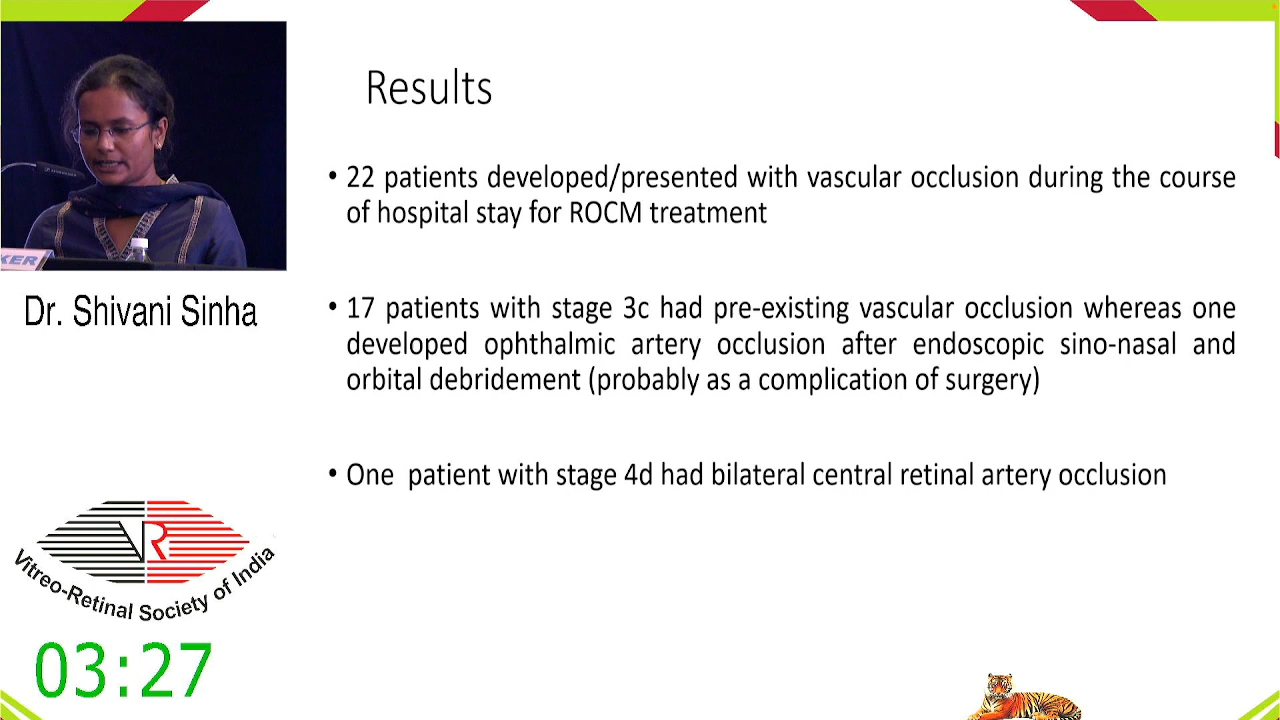 Results
• 22 patients developed/presented with vascular occlusion during the course
of hospital stay for ROCM treatment
• 17 patients with stage 3c had pre-existing vascular occlusion whereas one
developed ophthalmic artery occlusion after endoscopic sino-nasal and
orbital debridement (probably as a complication of surgery)
• One patient with stage 4d had bilateral central retinal artery occlusion
KER
Dr. Shivani Sinha
VR
Vitreo-Retinal Society of India
03:27